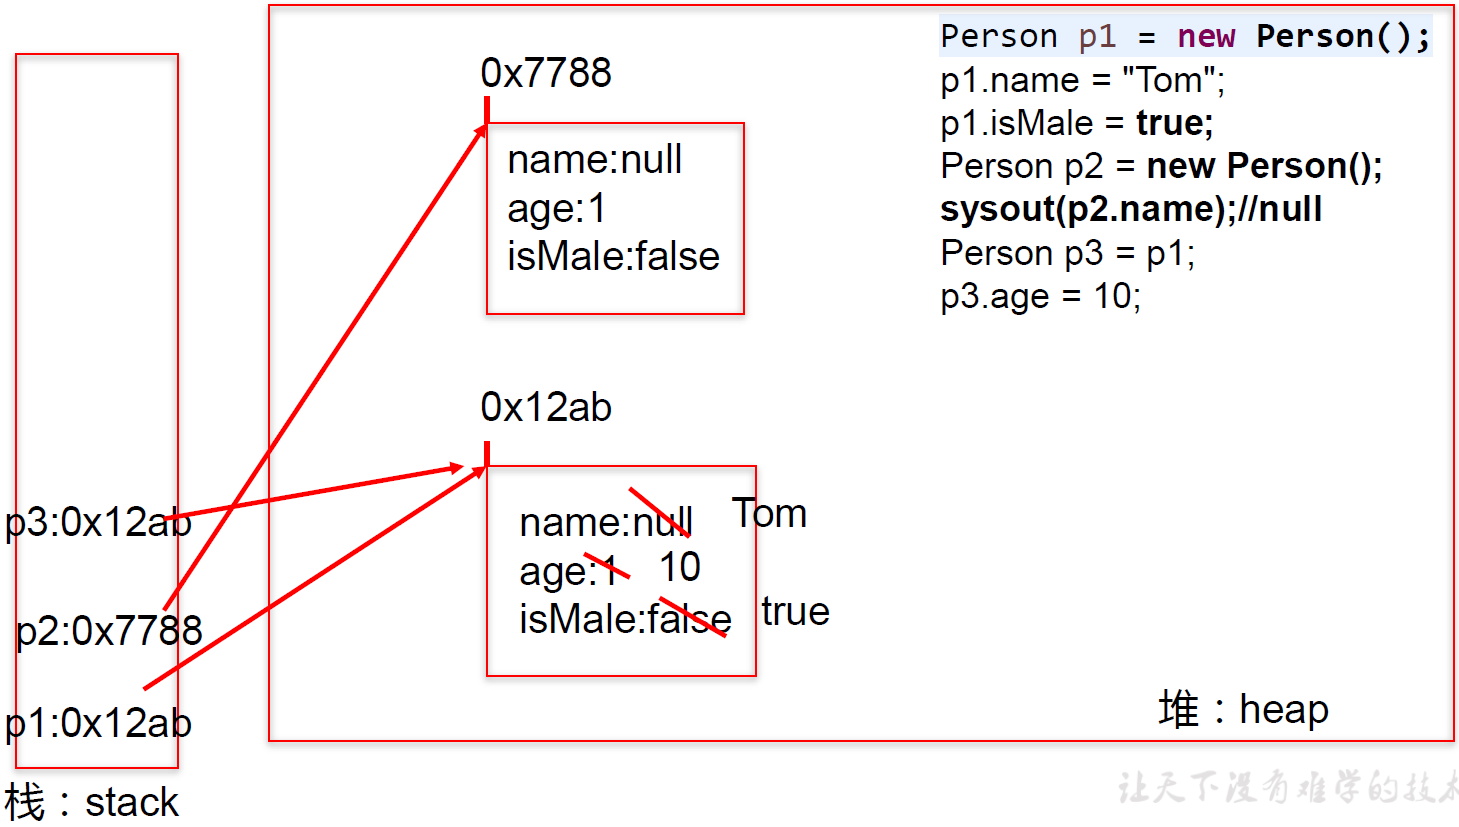 Person p1 = new Person();
p1.name = "Tom";
p1.isMale = true;
Person p2 = new Person();
sysout(p2.name);//null
Person p3 = p1;
p3.age = 10;
0x7788
name:null
age:1
isMale:false
0x12ab
name:null Tom
age:1 10
isMale:false true
p3:0x12ab
p2:0x7788
p1:0x12ab
堆：heap
栈：stack
让天下没有难学的技术